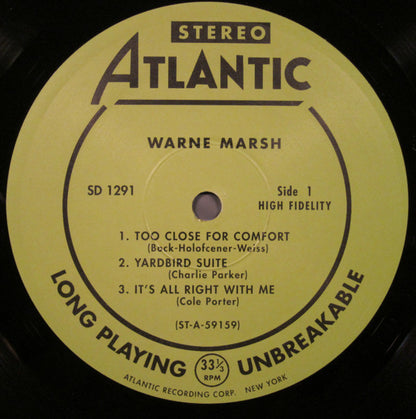 STEREO
ATLANTIC
WARNE MARSH
SD 1291
Side 1
HIGH FIDELITY
1. TOO CLOSE FOR COMFORT
(Bock-Holofcener-Weiss)
2. YARDBIRD SUITE
(Charlie Parker)
3. IT'S ALL RIGHT WITH ME
(Cole Porter)
(ST-A-59159)
LONG PLAYING 33 1/3 RPM UNBREAKABLE
ATLANTIC RECORDING CORP. NEW YORK